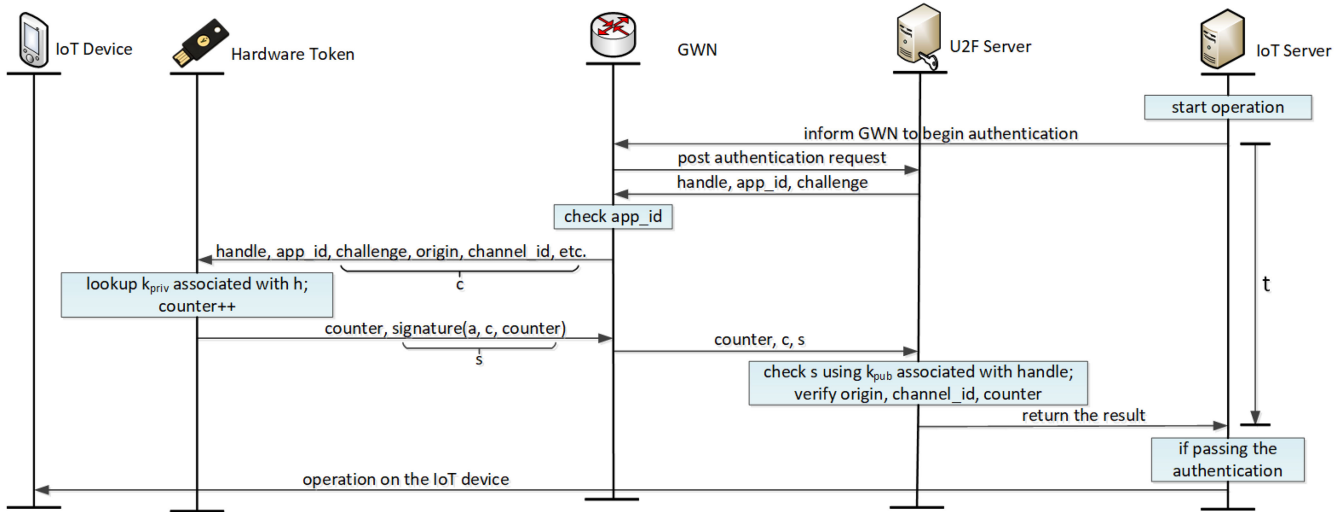 IoT Device
Hardware Token
GWN
U2F Server
IoT Server
start operation
inform GWN to begin authentication
post authentication request
handle, app_id, challenge
check app_id
handle, app_id, challenge, origin, channel_id, etc.
c
lookup kpriv associated with h;
counter++
t
counter, signature(a, c, counter)
s
counter, c, s
check s using kpub associated with handle;
verify origin, channel_id, counter
return the result
if passing the
authentication
operation on the IoT device